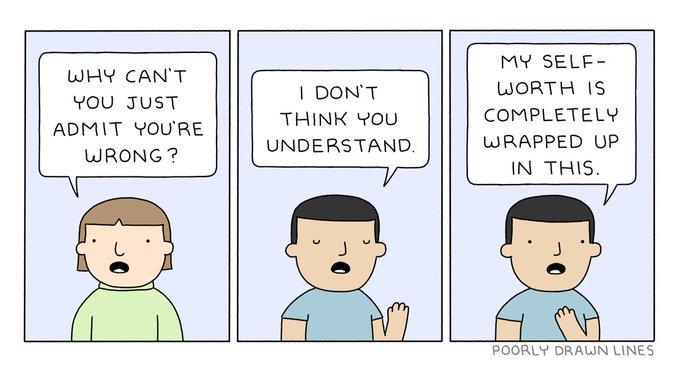 WHY CAN'T
YOU JUST
ADMIT YOU'RE
WRONG?
I DON'T
THINK YOU
UNDERSTAND.
MY SELF-
WORTH IS
COMPLETELY
WRAPPED UP
IN THIS.
POORLY DRAWN LINES